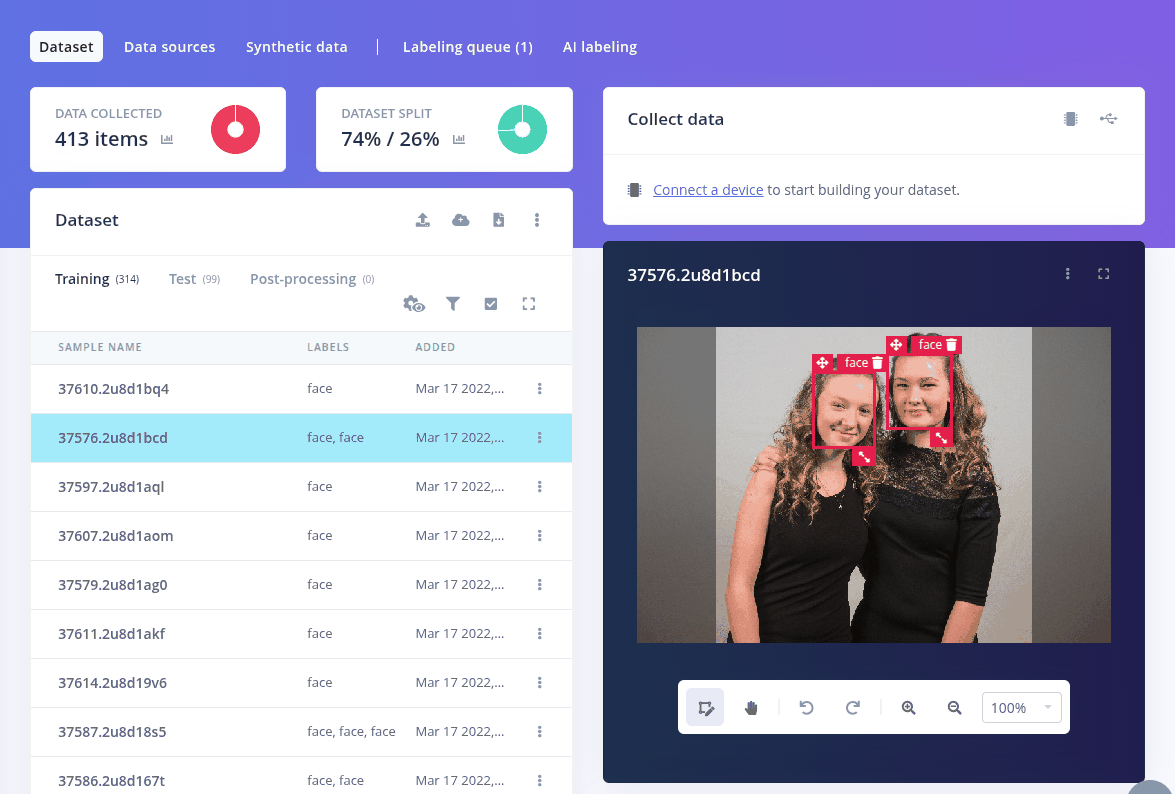 Dataset Data sources Synthetic data Labeling queue (1) AI labeling
DATA COLLECTED
413 items
DATASET SPLIT
74% / 26%
Collect data
Connect a device to start building your dataset.
Dataset
Training (314) Test (99) Post-processing (0)
SAMPLE NAME LABELS ADDED
37610.2u8d1bq4 face Mar 17 2022,...
37576.2u8d1bcd face, face Mar 17 2022,...
37597.2u8d1aql face Mar 17 2022,...
37607.2u8d1aom face Mar 17 2022,...
37579.2u8d1ag0 face Mar 17 2022,...
37611.2u8d1akf face Mar 17 2022,...
37614.2u8d19v6 face Mar 17 2022,...
37587.2u8d18s5 face, face, face Mar 17 2022,...
37586.2u8d167t face, face Mar 17 2022,...
37576.2u8d1bcd
face
face
100%